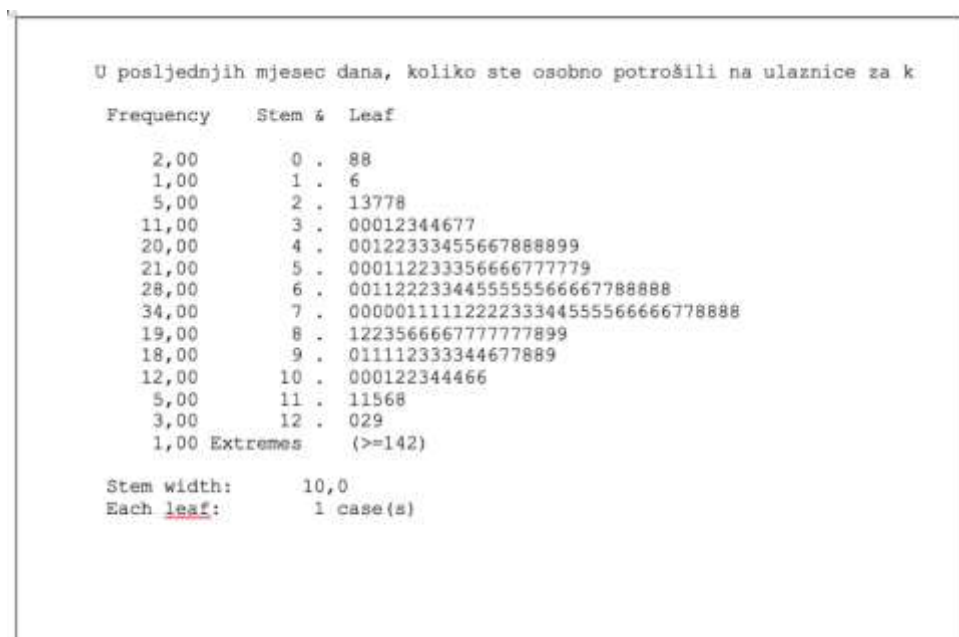 U posljednjih mjesec dana, koliko ste osobno potrošili na ulaznice za k
Frequency Stem & Leaf
2,00 0 . 88
1,00 1 . 6
5,00 2 . 13778
11,00 3 . 00012344677
20,00 4 . 00122333455667888899
21,00 5 . 000112233356666777779
28,00 6 . 0011222334455555566667788888
34,00 7 . 0000011111222233344555566666778888
19,00 8 . 1223566667777777899
18,00 9 . 011112333344677889
12,00 10 . 000122344466
5,00 11 . 11568
3,00 12 . 029
1,00 Extremes (>=142)
Stem width: 10,0
Each leaf: 1 case(s)